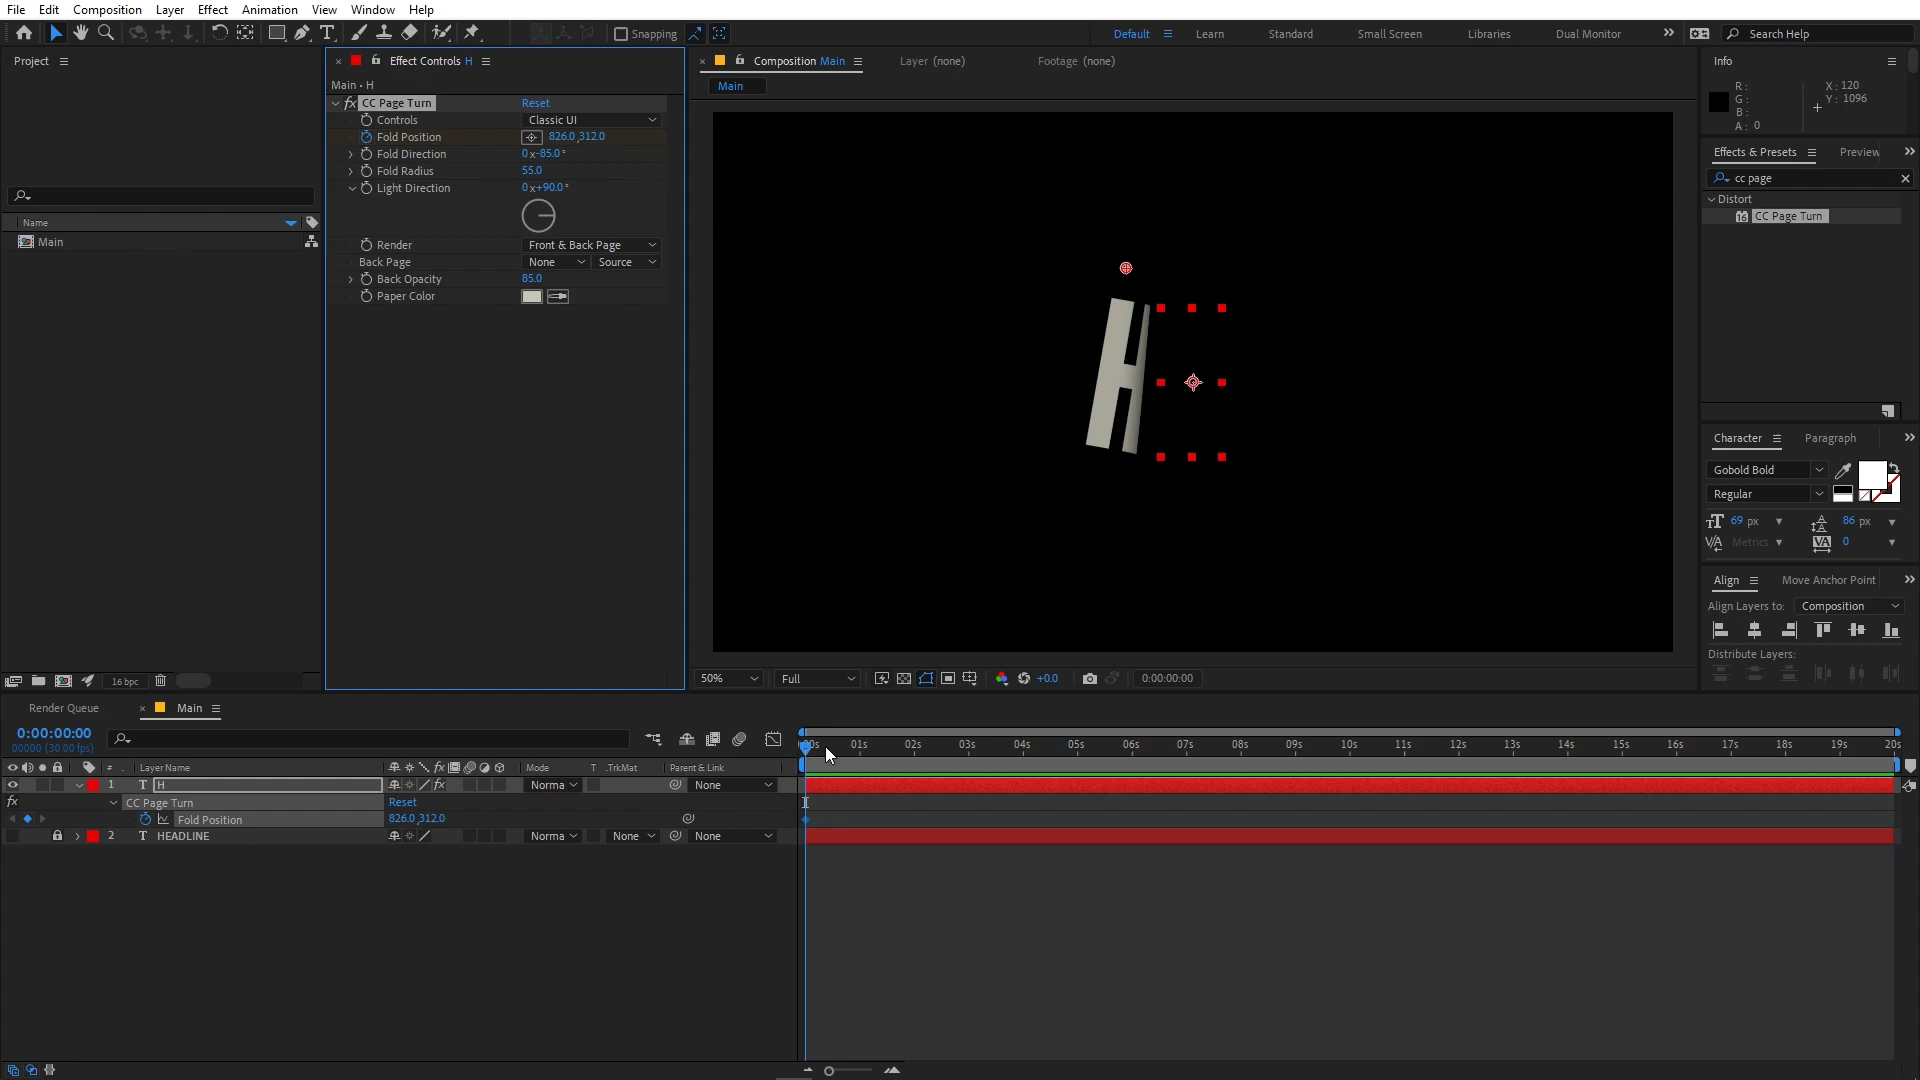 File Edit Composition Layer Effect Animation View Window Help
Snapping
Default Learn Standard Small Screen Libraries Dual Monitor Search Help
Project
Name
Main
16 bpc
Effect Controls H
Main • H
fx CC Page Turn Reset
Controls Classic UI
Fold Position 826.0,312.0
Fold Direction 0x-85.0°
Fold Radius 55.0
Light Direction 0x+90.0°
Render Front & Back Page
Back Page None Source
Back Opacity 85.0
Paper Color
Composition Main Layer (none) Footage (none)
Main
H
50% Full +0.0 0:00:00:00
Info
R: X: 120
G: Y: 1096
B:
A: 0
Effects & Presets Preview
cc page
Distort
16 CC Page Turn
Character Paragraph
Gobold Bold
Regular
69 px 86 px
Metrics 0
Align Move Anchor Point
Align Layers to: Composition
Distribute Layers:
Render Queue Main
0:00:00:00
00000 (30.00 fps)
00s 01s 02s 03s 04s 05s 06s 07s 08s 09s 10s 11s 12s 13s 14s 15s 16s 17s 18s 19s 20s
# Layer Name fx Mode T .TrkMat Parent & Link
1 T H fx Norma None
fx CC Page Turn Reset
Fold Position 826.0,312.0
2 T HEADLINE Norma None None